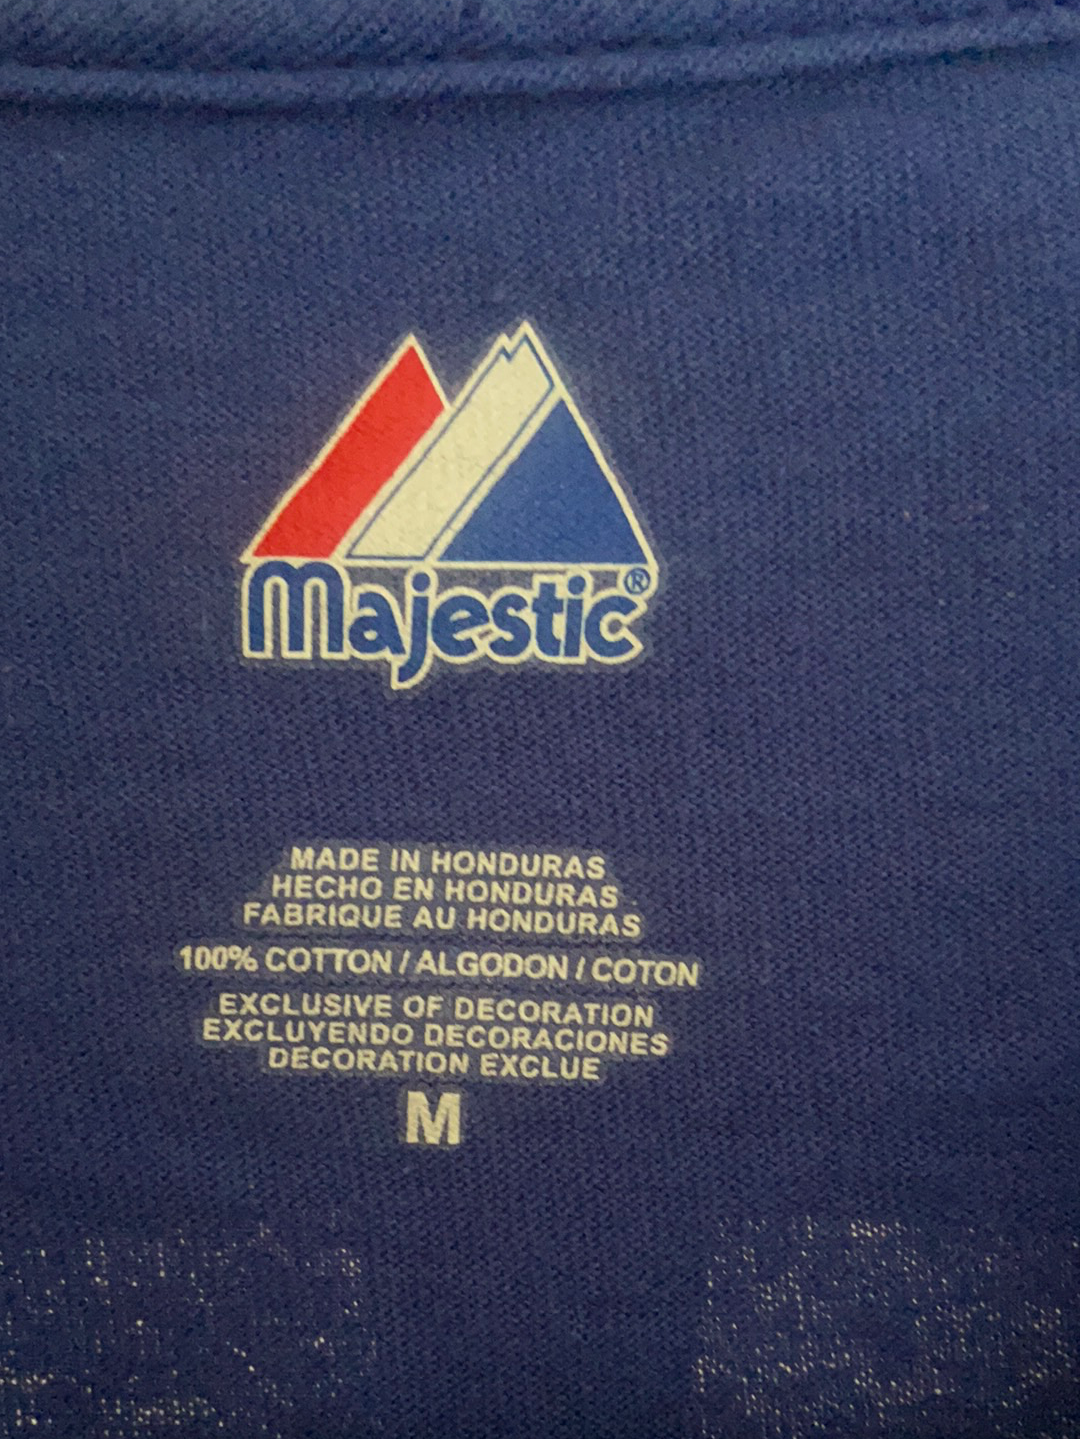 Majestic®
MADE IN HONDURAS
HECHO EN HONDURAS
FABRIQUE AU HONDURAS
100% COTTON / ALGODON / COTON
EXCLUSIVE OF DECORATION
EXCLUYENDO DECORACIONES
DECORATION EXCLUE
M